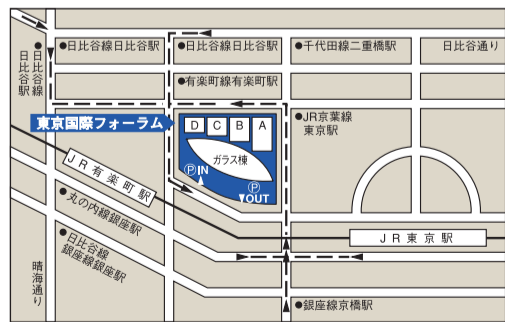 日比谷線日比谷駅
日比谷線日比谷駅
千代田線二重橋駅
日比谷通り
日比谷線
日比谷駅
有楽町線有楽町駅
東京国際フォーラム
D C B A
ガラス棟
P IN
P
OUT
JR京葉線
東京駅
JR有楽町駅
丸の内線銀座駅
日比谷線
銀座線銀座駅
晴海通り
JR東京駅
銀座線京橋駅